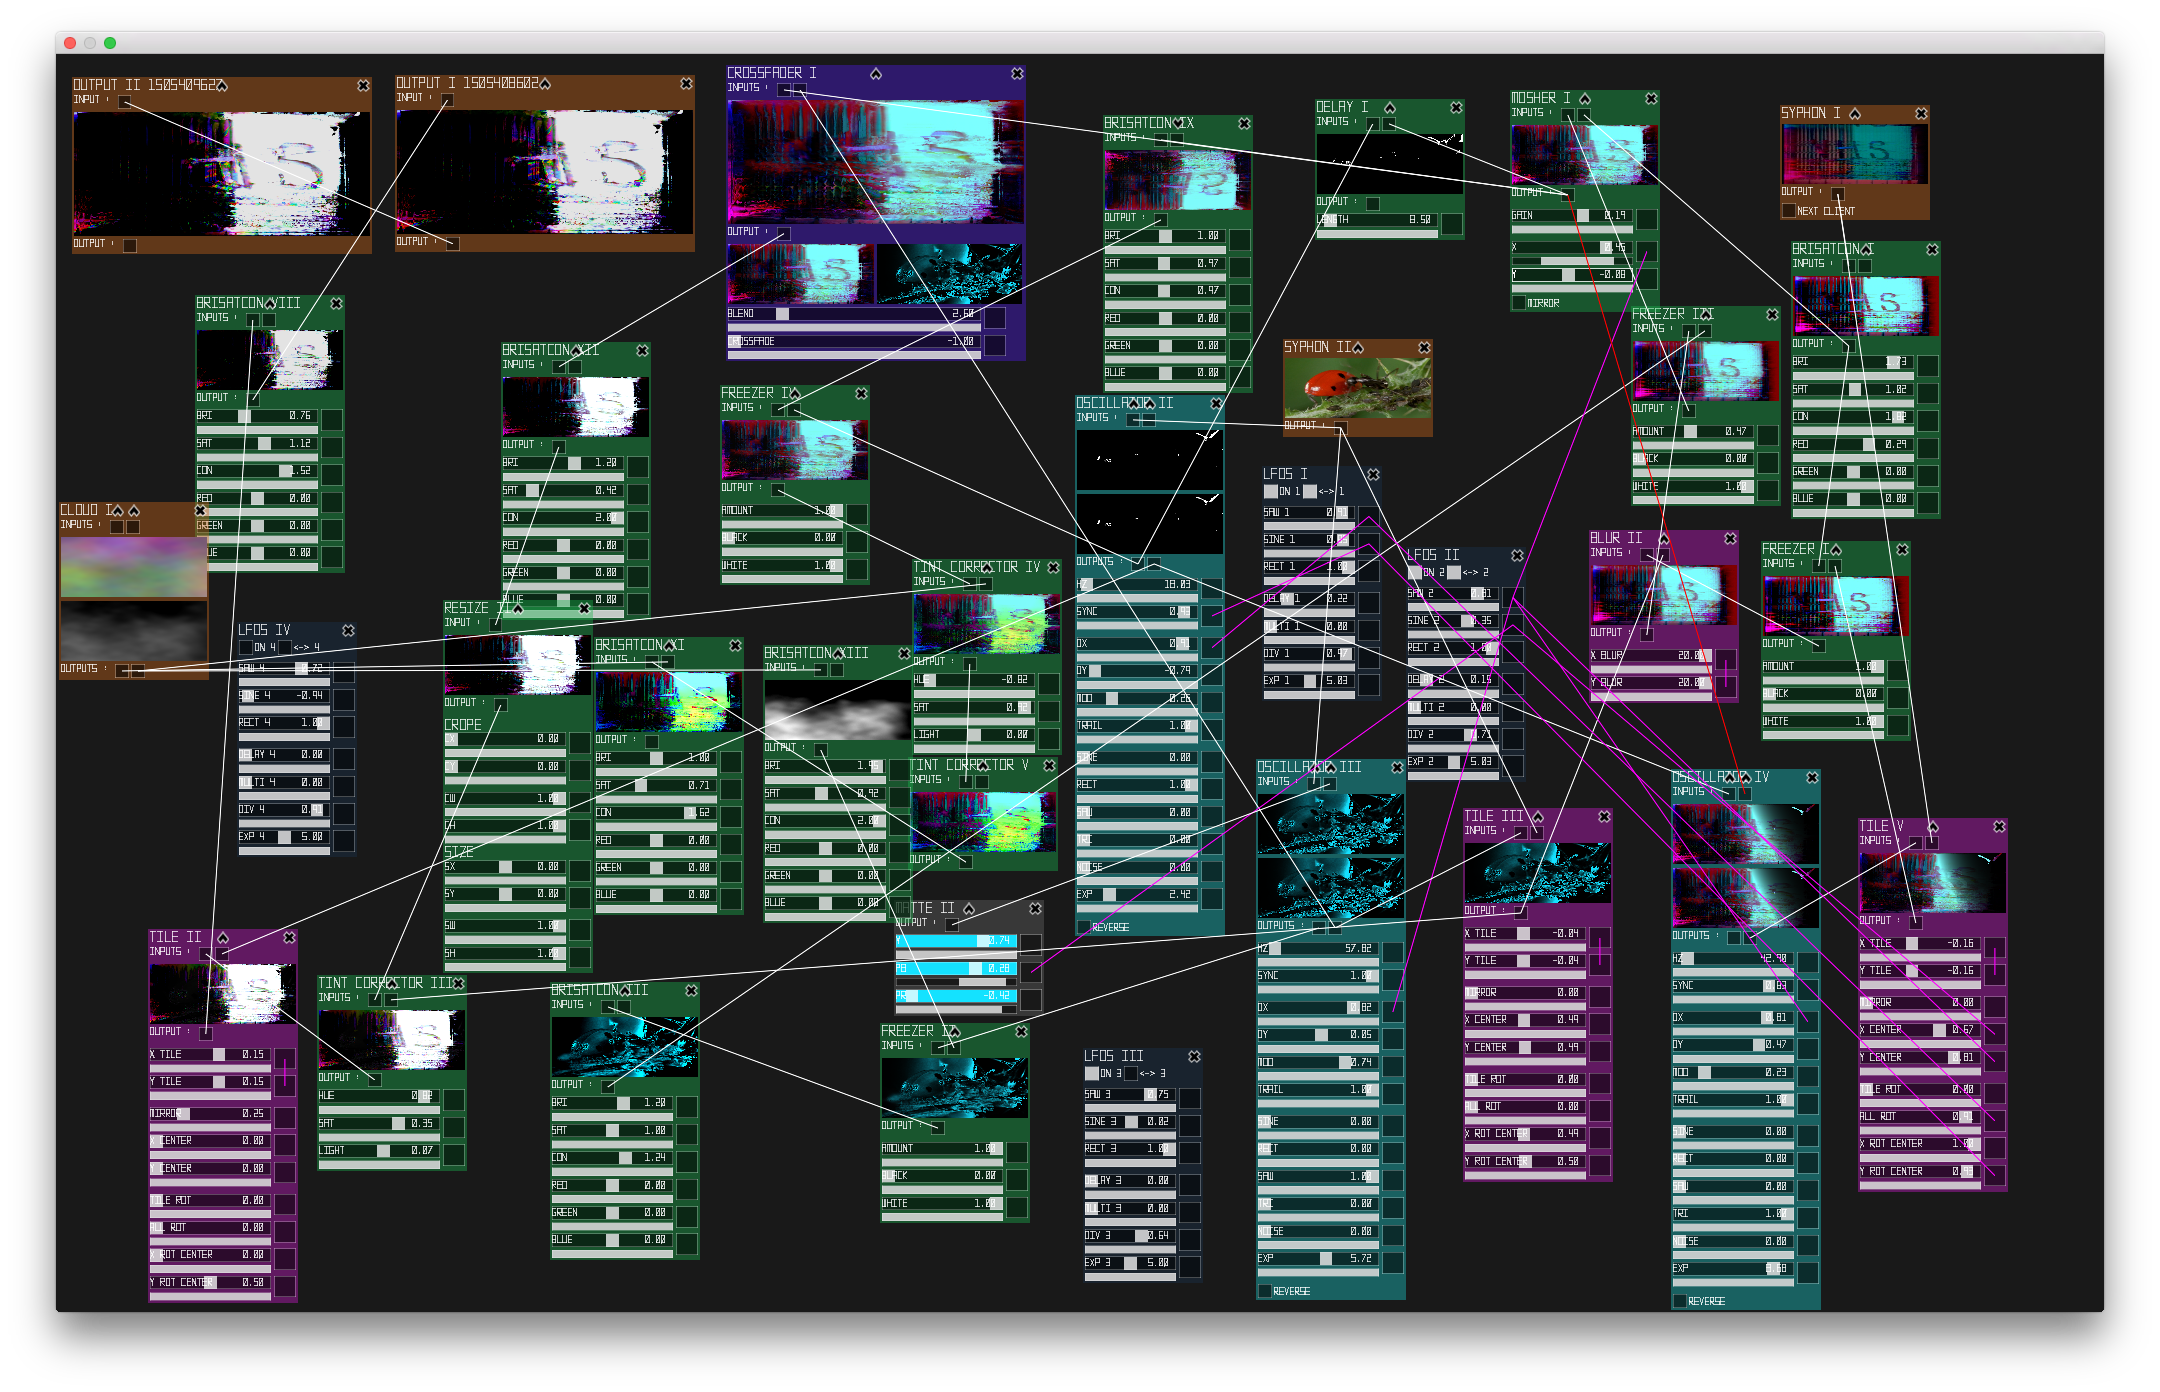 OUTPUT II 1505409622
INPUT :
OUTPUT :
OUTPUT I 1505408602
INPUT :
OUTPUT :
CROSSFADER I
INPUTS :
OUTPUT :
BLEND 2.60
CROSSFADE -1.00
BRISATCON IX
INPUTS :
OUTPUT :
BRI 1.00
SAT 0.97
CON 0.97
RED 0.00
GREEN 0.00
BLUE 0.00
DELAY I
INPUTS :
OUTPUT :
LENGTH 8.50
MOSHER I
INPUTS :
OUTPUT :
GAIN 0.19
X 0.45
Y -0.08
MIRROR
SYPHON I
OUTPUT :
NEXT CLIENT
BRISATCON I
INPUTS :
OUTPUT :
BRI 1.73
SAT 1.02
CON 1.82
RED 0.29
GREEN 0.00
BLUE 0.00
BRISATCON VIII
INPUTS :
OUTPUT :
BRI 0.76
SAT 1.12
CON 1.52
RED 0.00
GREEN 0.00
BLUE 0.00
BRISATCON XII
INPUTS :
OUTPUT :
BRI 1.20
SAT 0.42
CON 2.00
RED 0.00
GREEN 0.00
BLUE 0.00
FREEZER I
INPUTS :
OUTPUT :
AMOUNT 1.00
BLACK 0.00
WHITE 1.00
FREEZER III
INPUTS :
OUTPUT :
AMOUNT 0.47
BLACK 0.00
WHITE 1.00
SYPHON II
OUTPUT :
OSCILLATOR II
INPUTS :
OUTPUTS :
HZ 18.03
SYNC 0.93
DX 0.91
DY -0.79
MOD 0.26
TRAIL 1.00
SINE 0.00
RECT 1.00
SAW 0.00
TRI 0.00
NOISE 0.00
EXP 2.42
REVERSE
LFOS I
ON 1 <-> 1
SAW 1 0.91
SINE 1
RECT 1 1.00
DELAY 1 0.22
MULTI 1 0.00
DIV 1 0.97
EXP 1 5.03
LFOS II
ON 2 <-> 2
SAW 2 0.81
SINE 2 0.35
RECT 2 1.00
DELAY 2 0.15
MULTI 2 0.00
DIV 2 0.73
EXP 2 5.03
CLOUD I
INPUTS :
OUTPUTS :
BLUR II
INPUTS :
OUTPUT :
X BLUR 20.00
Y BLUR 20.00
FREEZER I
INPUTS :
OUTPUT :
AMOUNT 1.00
BLACK 0.00
WHITE 1.00
TINT CORRECTOR IV
INPUTS :
OUTPUT :
HUE -0.82
SAT 0.92
LIGHT 0.00
RESIZE II
INPUT :
OUTPUT :
CROPE
CX 0.00
CY 0.00
CW 1.00
CH 1.00
SIZE
SX 0.00
SY 0.00
SW 1.00
SH 1.00
LFOS IV
ON 4 <-> 4
SAW 4 0.72
SINE 4 -0.94
RECT 4 1.00
DELAY 4 0.00
MULTI 4 0.00
DIV 4 0.91
EXP 4 5.00
BRISATCON XI
INPUTS :
OUTPUT :
BRI 1.00
SAT 0.71
CON 1.62
RED 0.00
GREEN 0.00
BLUE 0.00
BRISATCON XIII
INPUTS :
OUTPUT :
BRI 1.95
SAT 0.92
CON 2.00
RED 0.00
GREEN 0.00
BLUE 0.00
TINT CORRECTOR V
INPUTS :
OUTPUT :
OSCILLATOR III
INPUTS :
OUTPUTS :
HZ 57.82
SYNC 1.00
DX 0.82
DY 0.05
MOD 0.74
TRAIL 1.00
SINE 0.00
RECT 0.00
SAW 1.00
TRI 0.00
NOISE 0.00
EXP 5.72
REVERSE
TILE III
INPUTS :
OUTPUT :
X TILE -0.04
Y TILE -0.04
MIRROR 0.00
X CENTER 0.49
Y CENTER 0.49
TILE ROT 0.00
ALL ROT 0.00
X ROT CENTER 0.49
Y ROT CENTER 0.50
OSCILLATOR IV
INPUTS :
OUTPUTS :
HZ 42.90
SYNC 0.83
DX 0.81
DY 0.47
MOD 0.23
TRAIL 1.00
SINE 0.00
RECT 0.00
SAW 0.00
TRI 1.00
NOISE 0.00
EXP 8.68
REVERSE
TILE V
INPUTS :
OUTPUT :
X TILE -0.16
Y TILE -0.16
MIRROR 0.00
X CENTER 0.67
Y CENTER 0.81
TILE ROT 0.00
ALL ROT 0.91
X ROT CENTER 1.00
Y ROT CENTER 0.93
MATTE II
OUTPUT :
Y 0.74
PB 0.28
PR -0.42
TILE II
INPUTS :
OUTPUT :
X TILE 0.15
Y TILE 0.15
MIRROR 0.25
X CENTER 0.00
Y CENTER 0.00
TILE ROT 0.00
ALL ROT 0.00
X ROT CENTER 0.00
Y ROT CENTER 0.50
TINT CORRECTOR III
INPUTS :
OUTPUT :
HUE 0.82
SAT 0.35
LIGHT 0.07
BRISATCON III
INPUTS :
OUTPUT :
BRI 1.20
SAT 1.00
CON 1.24
RED 0.00
GREEN 0.00
BLUE 0.00
FREEZER II
INPUTS :
OUTPUT :
AMOUNT 1.00
BLACK 0.00
WHITE 1.00
LFOS III
ON 3 <-> 3
SAW 3 0.75
SINE 3 0.02
RECT 3 1.00
DELAY 3 0.00
MULTI 3 0.00
DIV 3 0.64
EXP 3 5.00